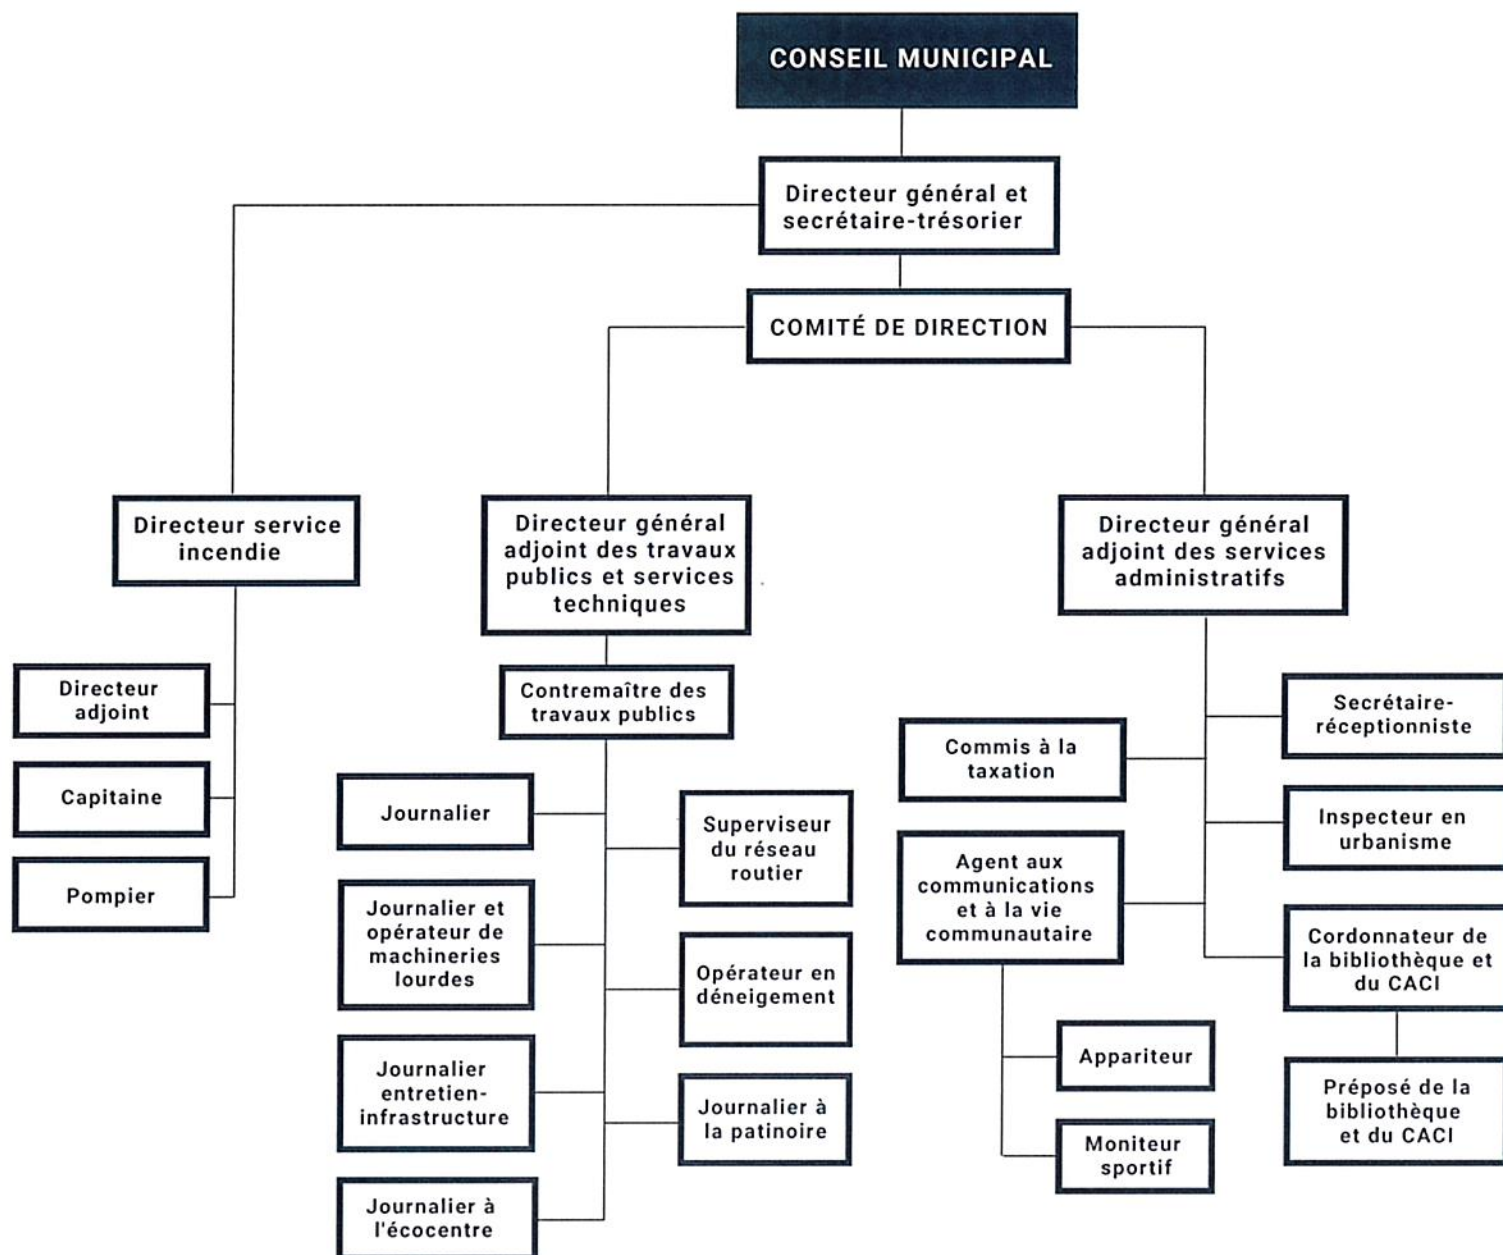 CONSEIL MUNICIPAL
Directeur général et
secrétaire-trésorier
COMITÉ DE DIRECTION
Directeur service
incendie
Directeur
adjoint
Capitaine
Pompier
Directeur général
adjoint des travaux
publics et services
techniques
Contremaître des
travaux publics
Journalier
Journalier et
opérateur de
machineries
lourdes
Journalier
entretien-
infrastructure
Journalier à
l'écocentre
Superviseur
du réseau
routier
Opérateur en
déneigement
Journalier à
la patinoire
Directeur général
adjoint des services
administratifs
Commis à la
taxation
Agent aux
communications
et à la vie
communautaire
Appariteur
Moniteur
sportif
Secrétaire-
réceptionniste
Inspecteur en
urbanisme
Cordonnateur de
la bibliothèque et
du CACI
Préposé de la
bibliothèque
et du CACI